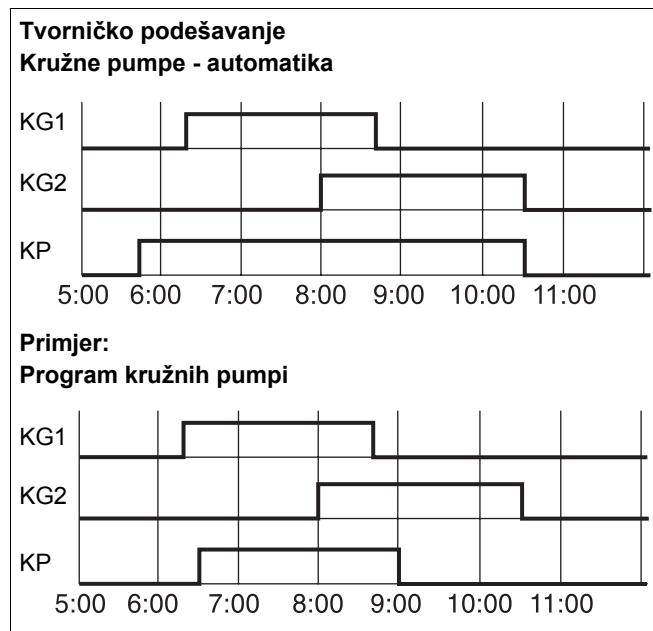 Tvorničko podešavanje
Kružne pumpe - automatika
KG1
KG2
KP
5:00 6:00 7:00 8:00 9:00 10:00 11:00
Primjer:
Program kružnih pumpi
KG1
KG2
KP
5:00 6:00 7:00 8:00 9:00 10:00 11:00